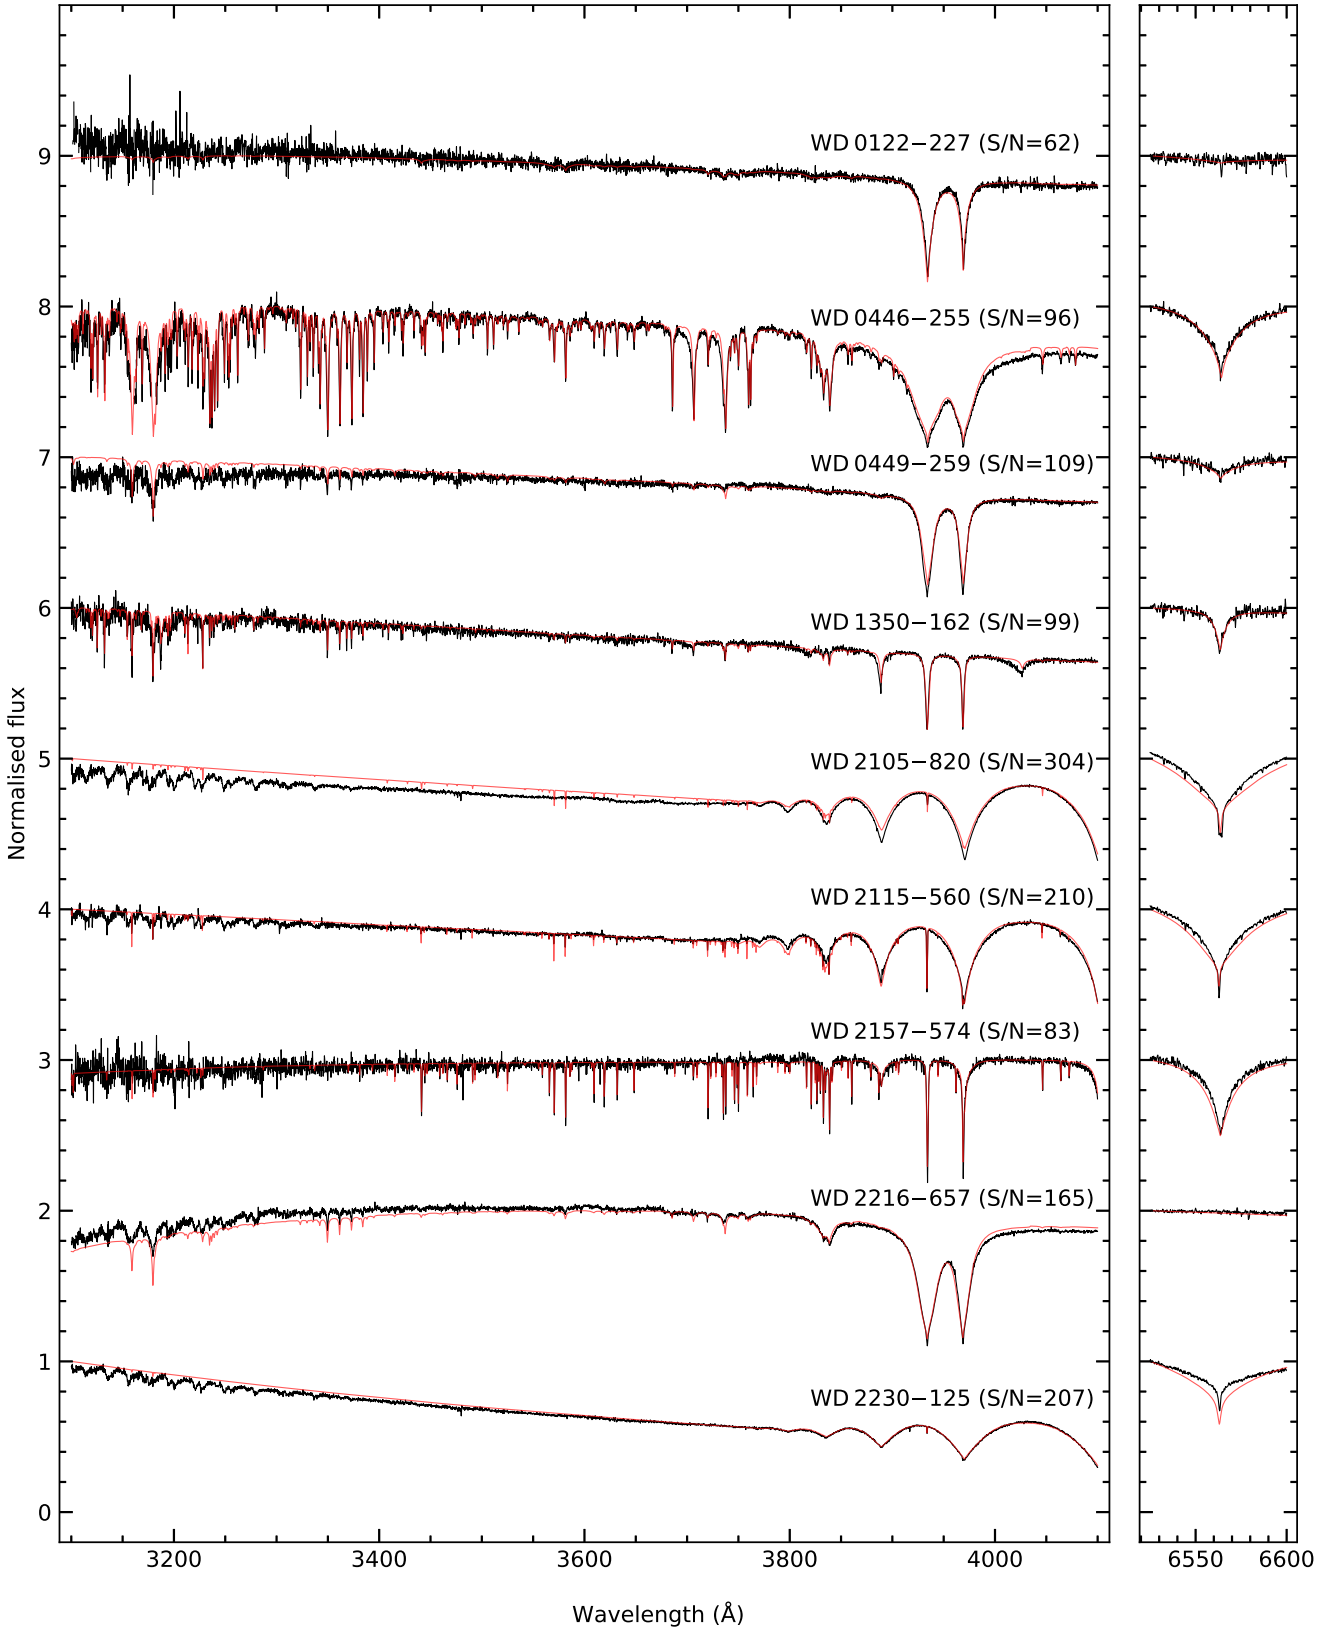 WD 0122−227 (S/N=62)
9
8
WD 0446−255 (S/N=96)
7
WD 0449−259 (S/N=109)
6
WD 1350−162 (S/N=99)
5
WD 2105−820 (S/N=304)
4
WD 2115−560 (S/N=210)
3
WD 2157−574 (S/N=83)
2
WD 2216−657 (S/N=165)
1
WD 2230−125 (S/N=207)
0
Normalised flux
3200 3400 3600 3800 4000 6550 6600
Wavelength (Å)